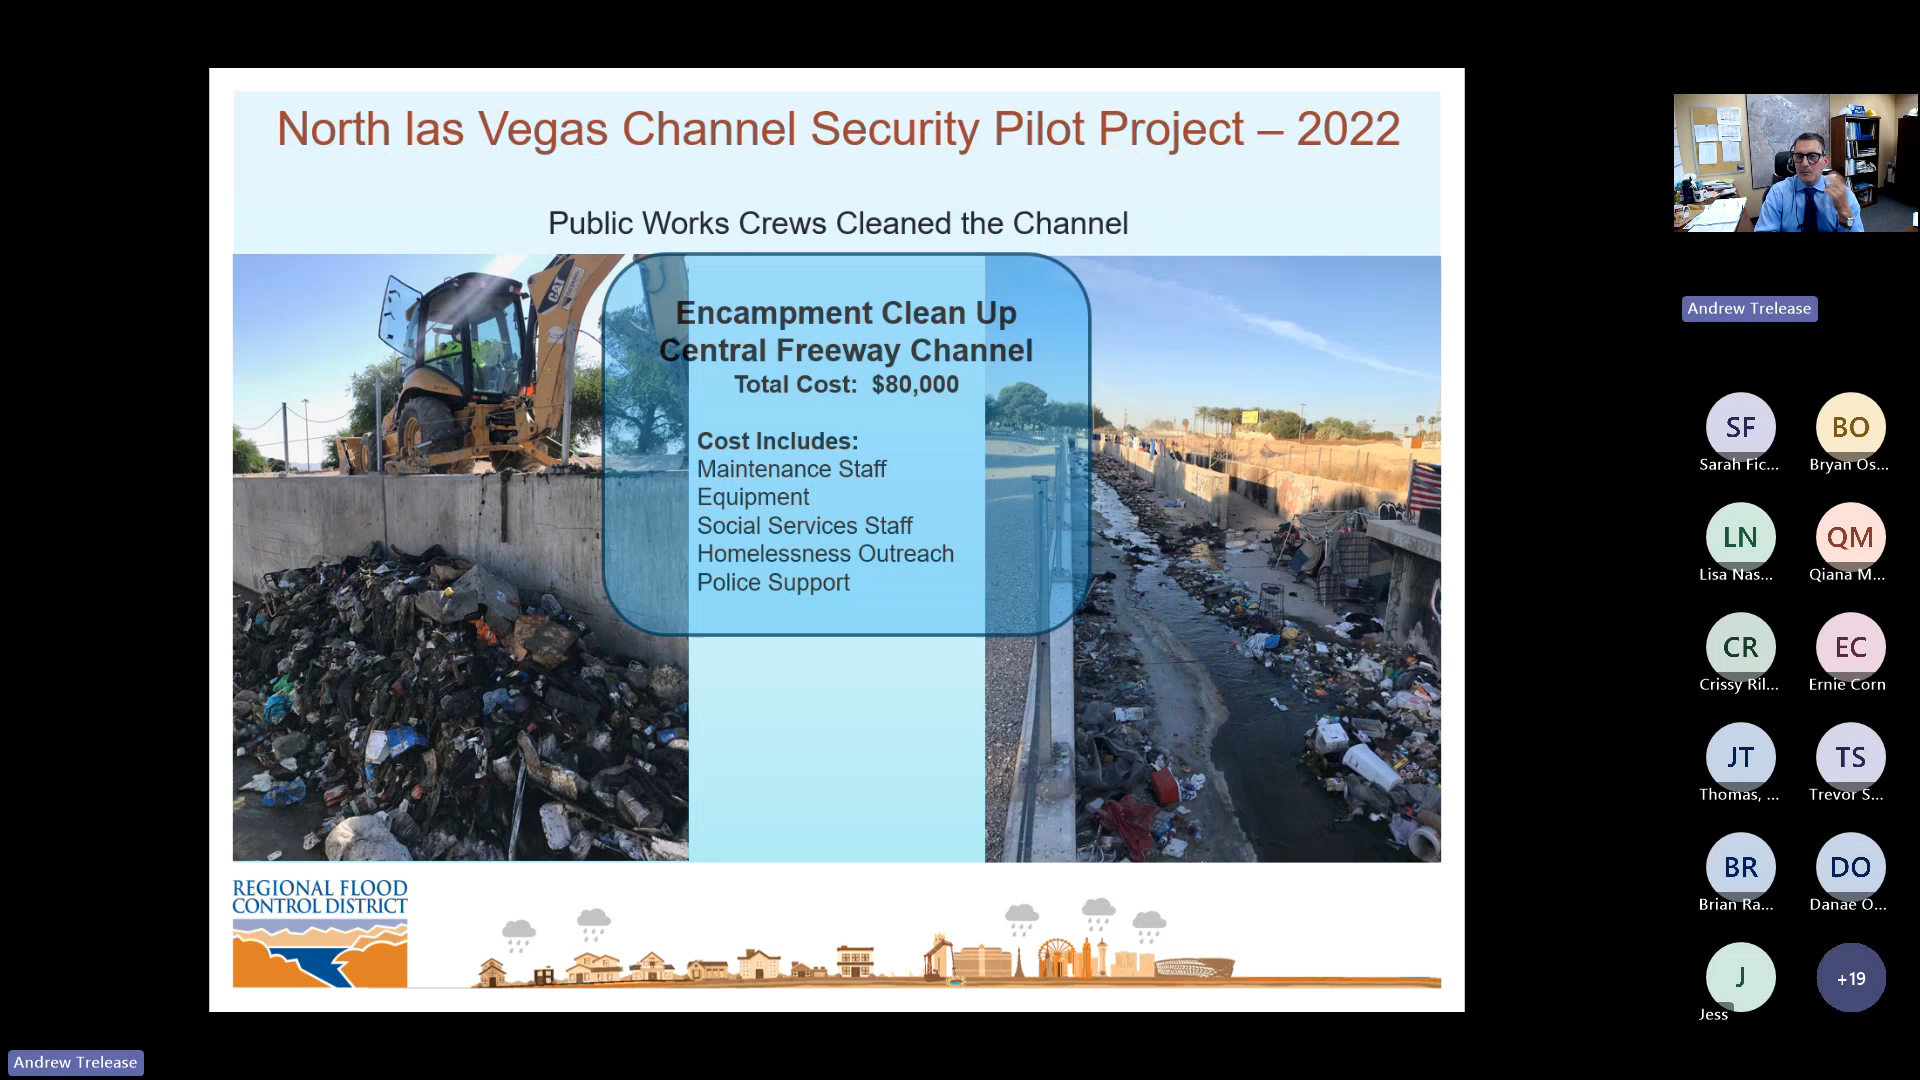 North las Vegas Channel Security Pilot Project – 2022
Public Works Crews Cleaned the Channel
CAT
Encampment Clean Up
Central Freeway Channel
Total Cost: $80,000
Cost Includes:
Maintenance Staff
Equipment
Social Services Staff
Homelessness Outreach
Police Support
REGIONAL FLOOD
CONTROL DISTRICT
Andrew Trelease
SF
BO
Sarah Fic...
Bryan Os...
LN
QM
Lisa Nas...
Qiana M...
CR
EC
Crissy Ril...
Ernie Corn
JT
TS
Thomas, ...
Trevor S...
BR
DO
Brian Ra...
Danae O...
J
+19
Jess
Andrew Trelease